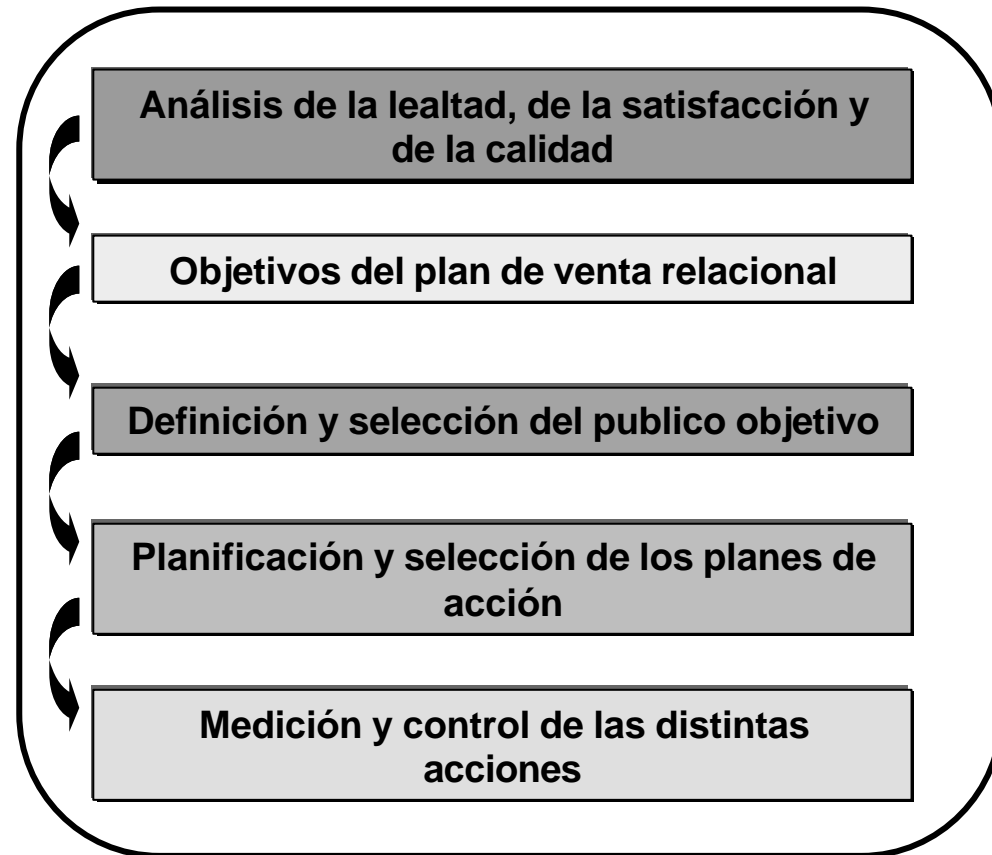 Análisis de la lealtad, de la satisfacción y
de la calidad
Objetivos del plan de venta relacional
Definición y selección del publico objetivo
Planificación y selección de los planes de
acción
Medición y control de las distintas
acciones